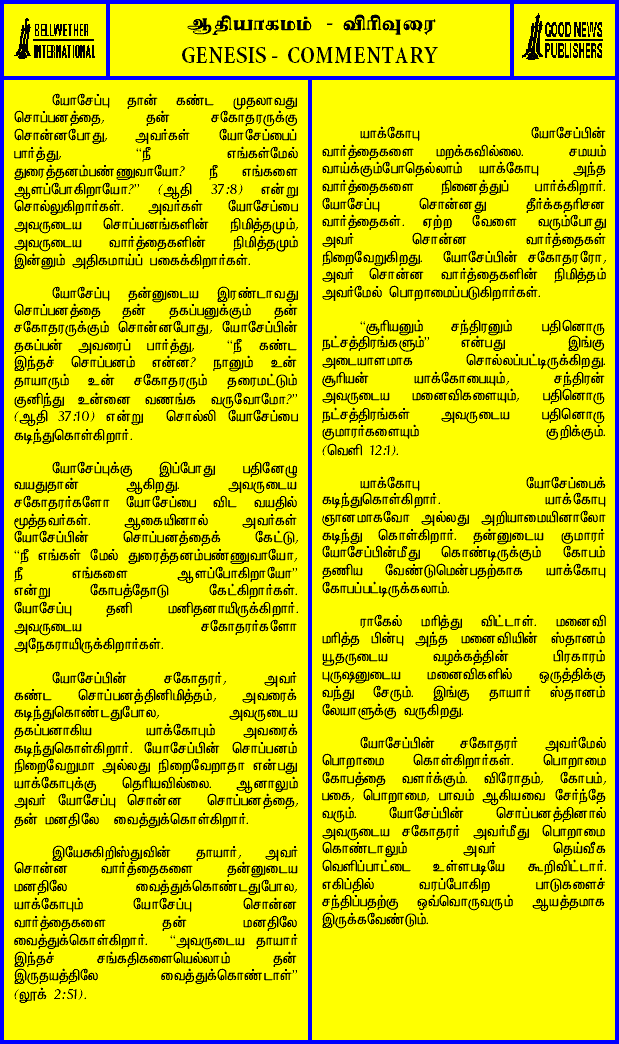 BELLWETHER
INTERNATIONAL
ஆதியாகமம் - விரிவுரை
GENESIS - COMMENTARY
GOOD NEWS
PUBLISHERS
யோசேப்பு தான் கண்ட முதலாவது
சொப்பனத்தை, தன் சகோதரருக்கு
சொன்னபோது, அவர்கள் யோசேப்பைப்
பார்த்து, “நீ எங்கள்மேல்
துரைத்தனம்பண்ணுவாயோ? நீ எங்களை
ஆளப்போகிறாயோ?” (ஆதி 37:8) என்று
சொல்லுகிறார்கள். அவர்கள் யோசேப்பை
அவருடைய சொப்பனங்களின் நிமித்தமும்,
அவருடைய வார்த்தைகளின் நிமித்தமும்
இன்னும் அதிகமாய்ப் பகைக்கிறார்கள்.
யோசேப்பு தன்னுடைய இரண்டாவது
சொப்பனத்தை தன் தகப்பனுக்கும் தன்
சகோதரருக்கும் சொன்னபோது, யோசேப்பின்
தகப்பன் அவரைப் பார்த்து, “நீ கண்ட
இந்தச் சொப்பனம் என்ன? நானும் உன்
தாயாரும் உன் சகோதரரும் தரைமட்டும்
குனிந்து உன்னை வணங்க வருவோமோ?”
(ஆதி 37:10) என்று சொல்லி யோசேப்பை
கடிந்துகொள்கிறார்.
யோசேப்புக்கு இப்போது பதினேழு
வயதுதான் ஆகிறது. அவருடைய
சகோதரர்களோ யோசேப்பை விட வயதில்
மூத்தவர்கள். ஆகையினால் அவர்கள்
யோசேப்பின் சொப்பனத்தைக் கேட்டு,
“நீ எங்கள் மேல் துரைத்தனம்பண்ணுவாயோ,
நீ எங்களை ஆளப்போகிறாயோ”
என்று கோபத்தோடு கேட்கிறார்கள்.
யோசேப்பு தனி மனிதனாயிருக்கிறார்.
அவருடைய சகோதரர்களோ
அநேகராயிருக்கிறார்கள்.
யோசேப்பின் சகோதரர், அவர்
கண்ட சொப்பனத்தினிமித்தம், அவரைக்
கடிந்துகொண்டதுபோல, அவருடைய
தகப்பனாகிய யாக்கோபும் அவரைக்
கடிந்துகொள்கிறார். யோசேப்பின் சொப்பனம்
நிறைவேறுமா அல்லது நிறைவேறாதா என்பது
யாக்கோபுக்கு தெரியவில்லை. ஆனாலும்
அவர் யோசேப்பு சொன்ன சொப்பனத்தை,
தன் மனதிலே வைத்துக்கொள்கிறார்.
இயேசுகிறிஸ்துவின் தாயார், அவர்
சொன்ன வார்த்தைகளை தன்னுடைய
மனதிலே வைத்துக்கொண்டதுபோல,
யாக்கோபும் யோசேப்பு சொன்ன
வார்த்தைகளை தன் மனதிலே
வைத்துக்கொள்கிறார். “அவருடைய தாயார்
இந்தச் சங்கதிகளையெல்லாம் தன்
இருதயத்திலே வைத்துக்கொண்டாள்”
(லூக் 2:51).
யாக்கோபு யோசேப்பின்
வார்த்தைகளை மறக்கவில்லை. சமயம்
வாய்க்கும்போதெல்லாம் யாக்கோபு அந்த
வார்த்தைகளை நினைத்துப் பார்க்கிறார்.
யோசேப்பு சொன்னது தீர்க்கதரிசன
வார்த்தைகள். ஏற்ற வேளை வரும்போது
அவர் சொன்ன வார்த்தைகள்
நிறைவேறுகிறது. யோசேப்பின் சகோதரரோ,
அவர் சொன்ன வார்த்தைகளின் நிமித்தம்
அவர்மேல் பொறாமைப்படுகிறார்கள்.
“சூரியனும் சந்திரனும் பதினொரு
நட்சத்திரங்களும்” என்பது இங்கு
அடையாளமாக சொல்லப்பட்டிருக்கிறது.
சூரியன் யாக்கோபையும், சந்திரன்
அவருடைய மனைவிகளையும், பதினொரு
நட்சத்திரங்கள் அவருடைய பதினொரு
குமாரர்களையும் குறிக்கும்.
(வெளி 12:1).
யாக்கோபு யோசேப்பைக்
கடிந்துகொள்கிறார். யாக்கோபு
ஞானமாகவோ அல்லது அறியாமையினாலோ
கடிந்து கொள்கிறார். தன்னுடைய குமாரர்
யோசேப்பின்மீது கொண்டிருக்கும் கோபம்
தணிய வேண்டுமென்பதற்காக யாக்கோபு
கோபப்பட்டிருக்கலாம்.
ராகேல் மரித்து விட்டாள். மனைவி
மரித்த பின்பு அந்த மனைவியின் ஸ்தானம்
யூதருடைய வழக்கத்தின் பிரகாரம்
புருஷனுடைய மனைவிகளில் ஒருத்திக்கு
வந்து சேரும். இங்கு தாயார் ஸ்தானம்
லேயாளுக்கு வருகிறது.
யோசேப்பின் சகோதரர் அவர்மேல்
பொறாமை கொள்கிறார்கள். பொறாமை
கோபத்தை வளர்க்கும். விரோதம், கோபம்,
பகை, பொறாமை, பாவம் ஆகியவை சேர்ந்தே
வரும். யோசேப்பின் சொப்பனத்தினால்
அவருடைய சகோதரர் அவர்மீது பொறாமை
கொண்டாலும் அவர் தெய்வீக
வெளிப்பாட்டை உள்ளபடியே கூறிவிட்டார்.
எகிப்தில் வரப்போகிற பாடுகளைச்
சந்திப்பதற்கு ஒவ்வொருவரும் ஆயத்தமாக
இருக்கவேண்டும்.